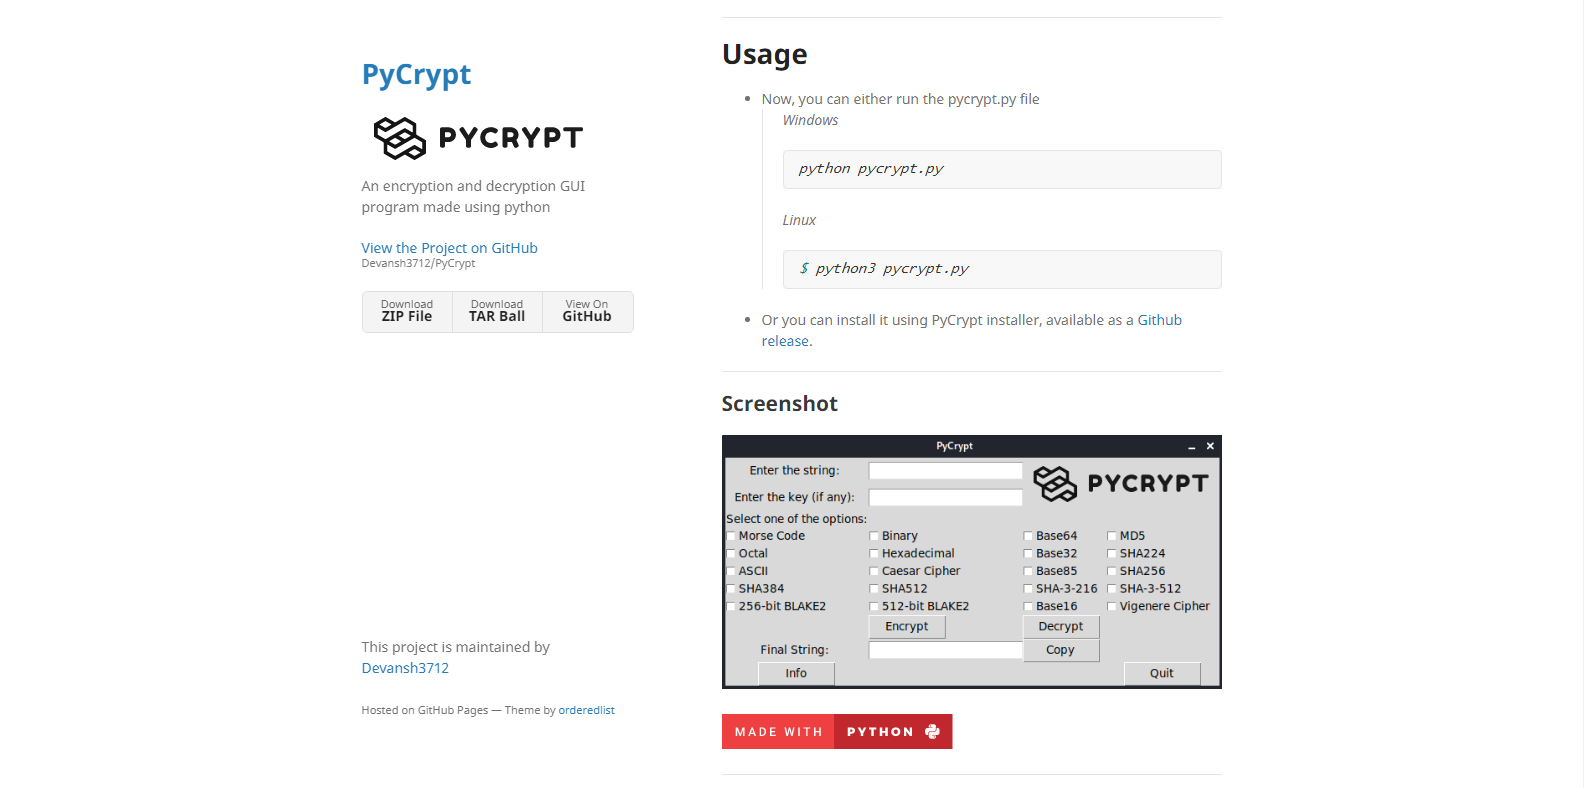 PyCrypt
PYCRYPT
An encryption and decryption GUI
program made using python
View the Project on GitHub
Devansh3712/PyCrypt
Download
ZIP File
Download
TAR Ball
View On
GitHub
This project is maintained by
Devansh3712
Hosted on GitHub Pages — Theme by orderedlist
Usage
Now, you can either run the pycrypt.py file
Windows
python pycrypt.py
Linux
$ python3 pycrypt.py
Or you can install it using PyCrypt installer, available as a Github
release.
Screenshot
PyCrypt
Enter the string:
PYCRYPT
Enter the key (if any):
Select one of the options:
Morse Code Binary Base64 MD5
Octal Hexadecimal Base32 SHA224
ASCII Caesar Cipher Base85 SHA256
SHA384 SHA512 SHA-3-216 SHA-3-512
256-bit BLAKE2 512-bit BLAKE2 Base16 Vigenere Cipher
Encrypt Decrypt
Final String: Copy
Info Quit
MADE WITH PYTHON